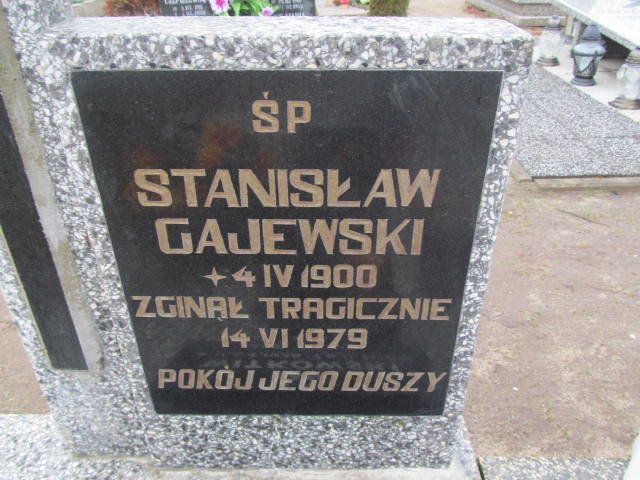 ŚP
STANISŁAW
GAJEWSKI
+ 4 IV 1900
ZGINĄŁ TRAGICZNIE
14 VI 1979
POKÓJ JEGO DUSZY